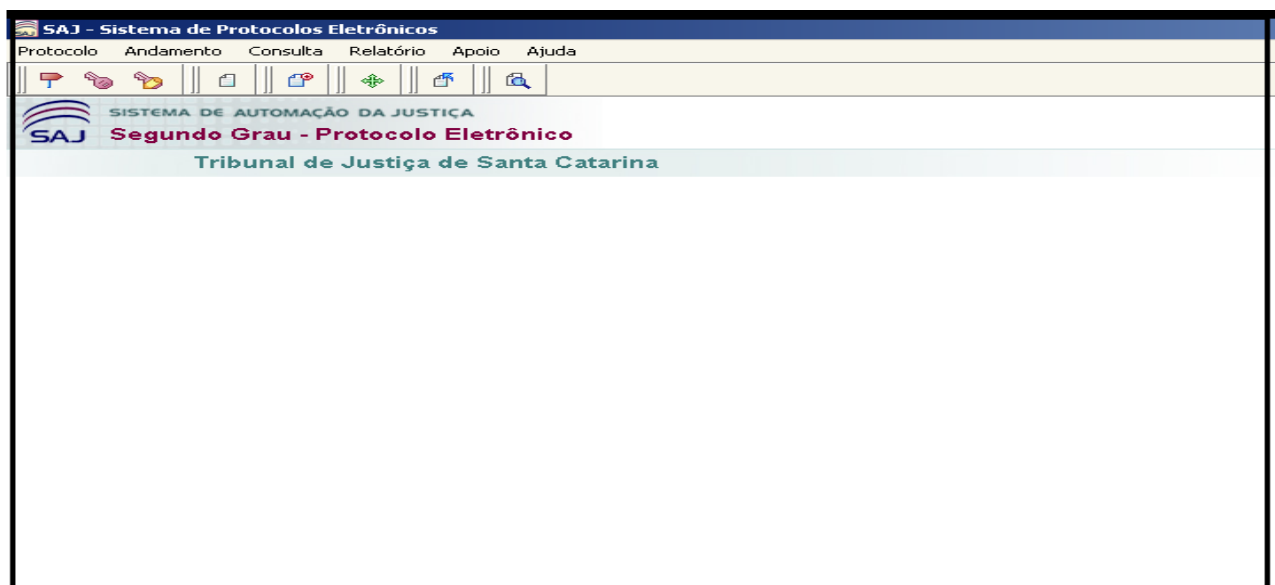 SAJ - Sistema de Protocolos Eletrônicos
Protocolo Andamento Consulta Relatório Apoio Ajuda
SISTEMA DE AUTOMAÇÃO DA JUSTIÇA
SAJ Segundo Grau - Protocolo Eletrônico
Tribunal de Justiça de Santa Catarina